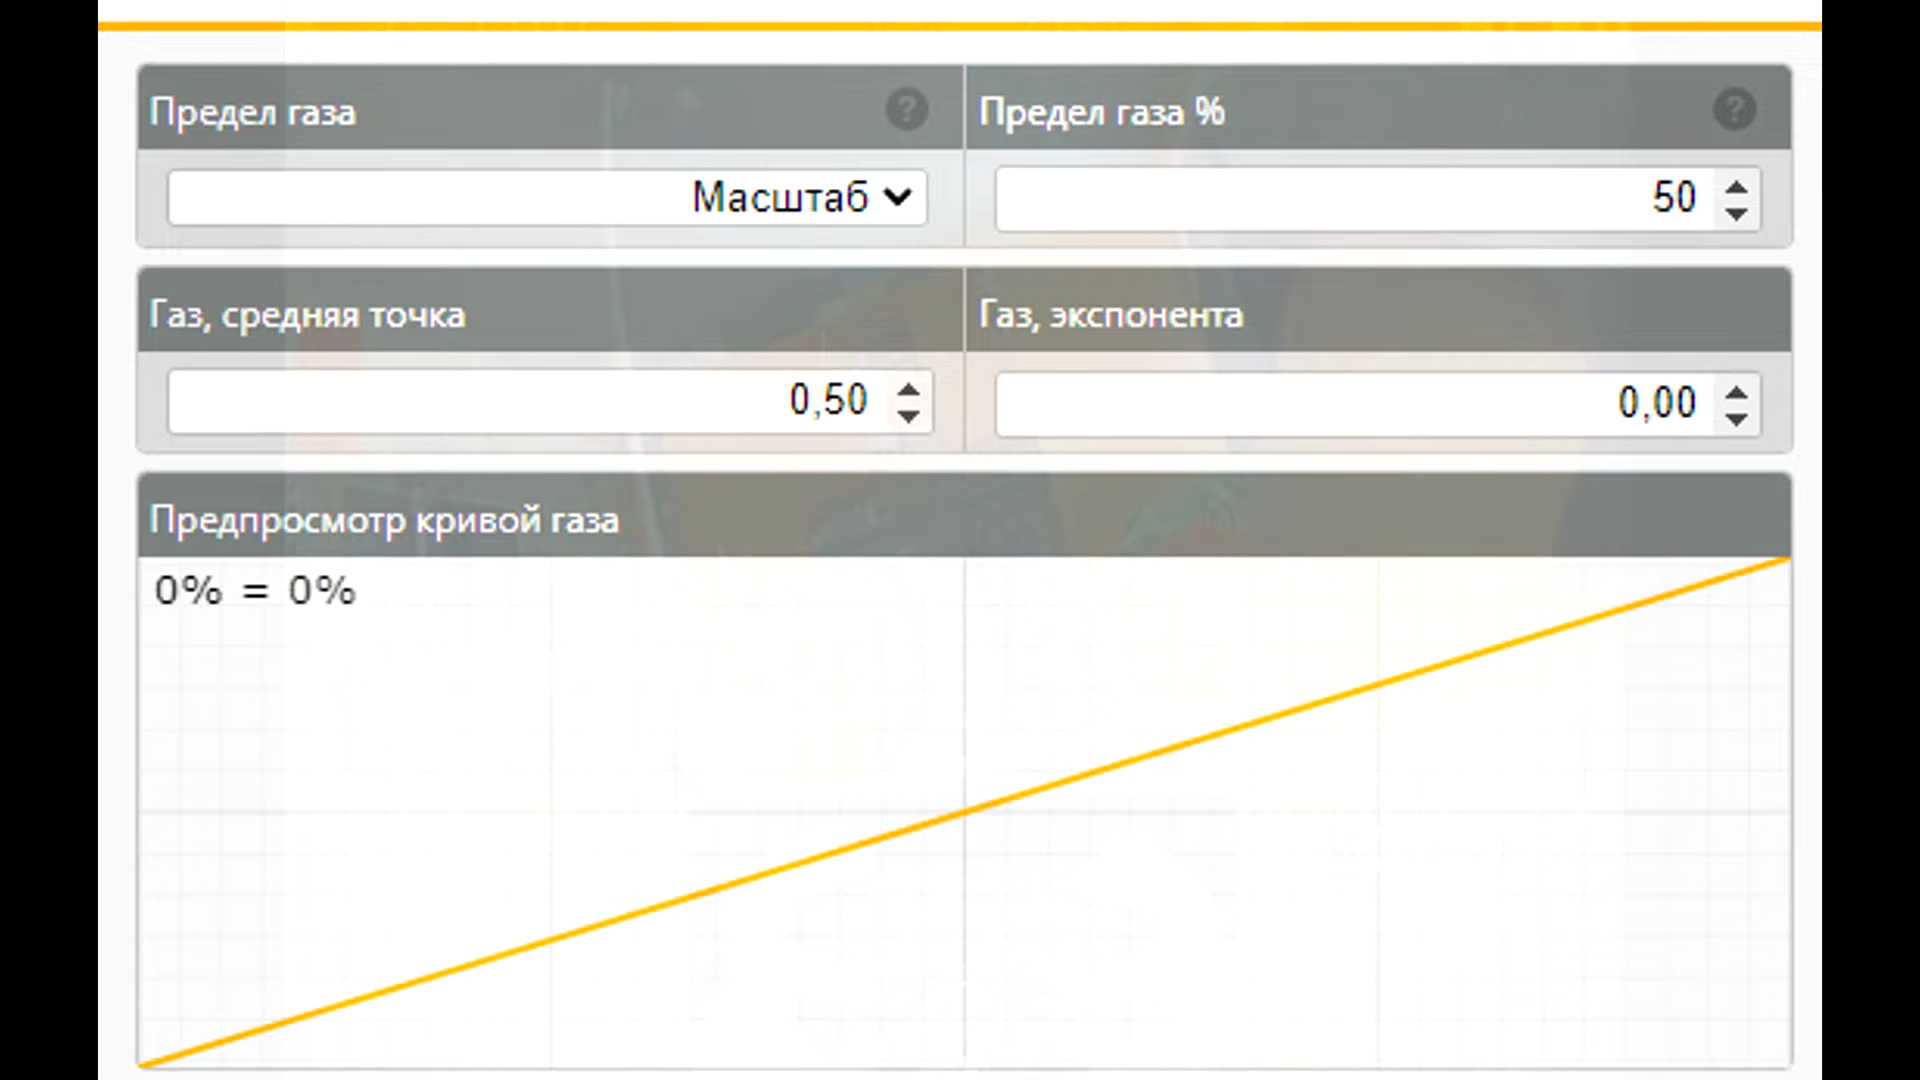 Предел газа
Предел газа %
Масштаб
50
Газ, средняя точка
Газ, экспонента
0,50
0,00
Предпросмотр кривой газа
0% = 0%